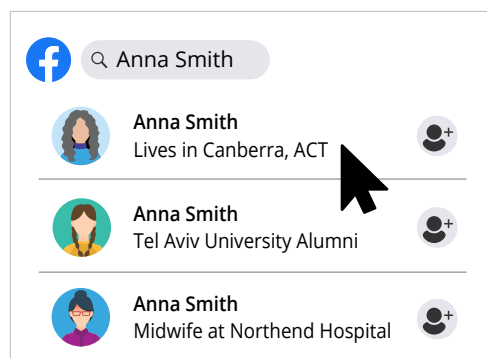 Anna Smith
Anna Smith
Lives in Canberra, ACT
Anna Smith
Tel Aviv University Alumni
Anna Smith
Midwife at Northend Hospital